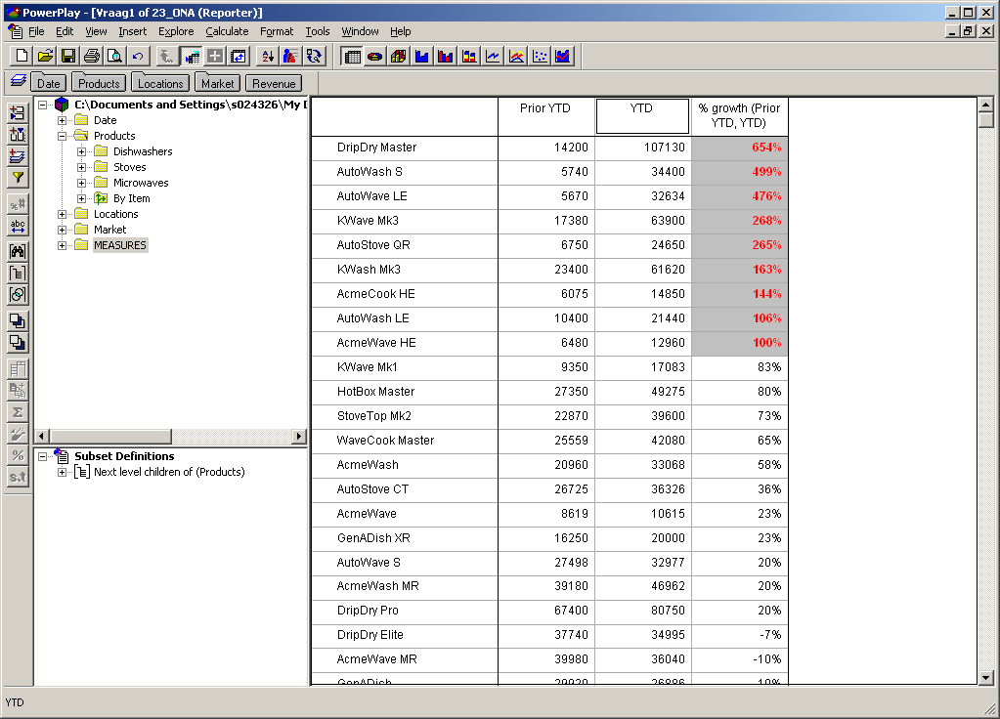 PowerPlay - [Vraag1 of 23_ONA (Reporter)]
File Edit View Insert Explore Calculate Format Tools Window Help
Date Products Locations Market Revenue
C:\Documents and Settings\s024326\My D
Date
Products
Dishwashers
Stoves
Microwaves
By Item
Locations
Market
MEASURES
Subset Definitions
Next level children of (Products)
Prior YTD YTD % growth (Prior YTD, YTD)
DripDry Master 14200 107130 654%
AutoWash S 5740 34400 499%
AutoWave LE 5670 32634 476%
KWave Mk3 17380 63900 268%
AutoStove QR 6750 24650 265%
KWash Mk3 23400 61620 163%
AcmeCook HE 6075 14850 144%
AutoWash LE 10400 21440 106%
AcmeWave HE 6480 12960 100%
KWave Mk1 9350 17083 83%
HotBox Master 27350 49275 80%
StoveTop Mk2 22870 39600 73%
WaveCook Master 25559 42080 65%
AcmeWash 20960 33068 58%
AutoStove CT 26725 36326 36%
AcmeWave 8619 10615 23%
GenADish XR 16250 20000 23%
AutoWave S 27498 32977 20%
AcmeWash MR 39180 46962 20%
DripDry Pro 67400 80750 20%
DripDry Elite 37740 34995 -7%
AcmeWave MR 39980 36040 -10%
GenADish
YTD